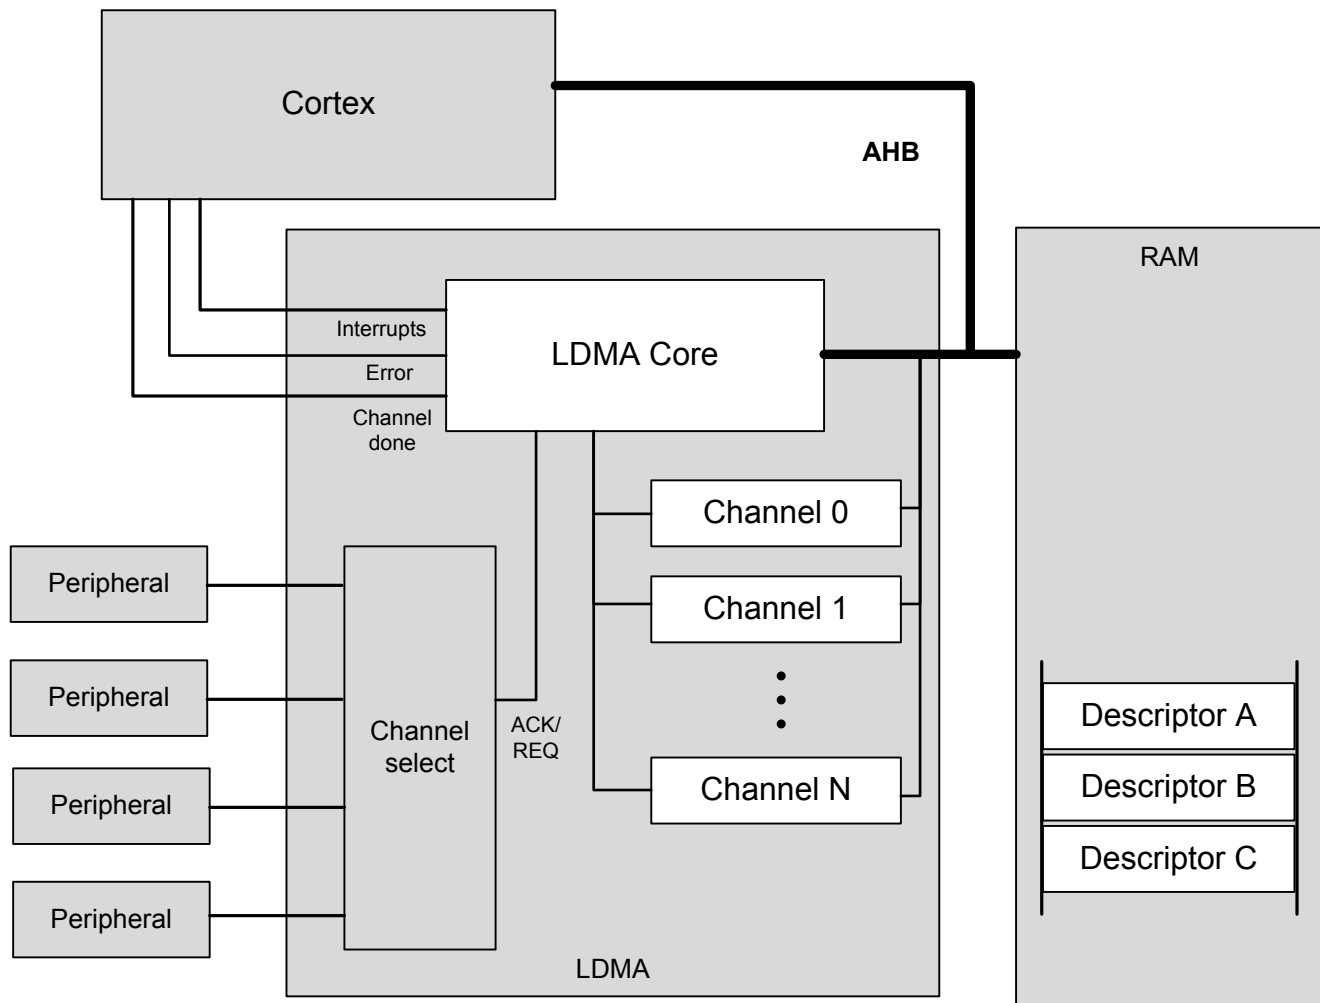 Cortex
AHB
RAM
Interrupts
LDMA Core
Error
Channel
done
Channel 0
Peripheral
Channel 1
Peripheral
Channel
select
ACK/
REQ
Descriptor A
Peripheral
Channel N
Descriptor B
Descriptor C
Peripheral
LDMA